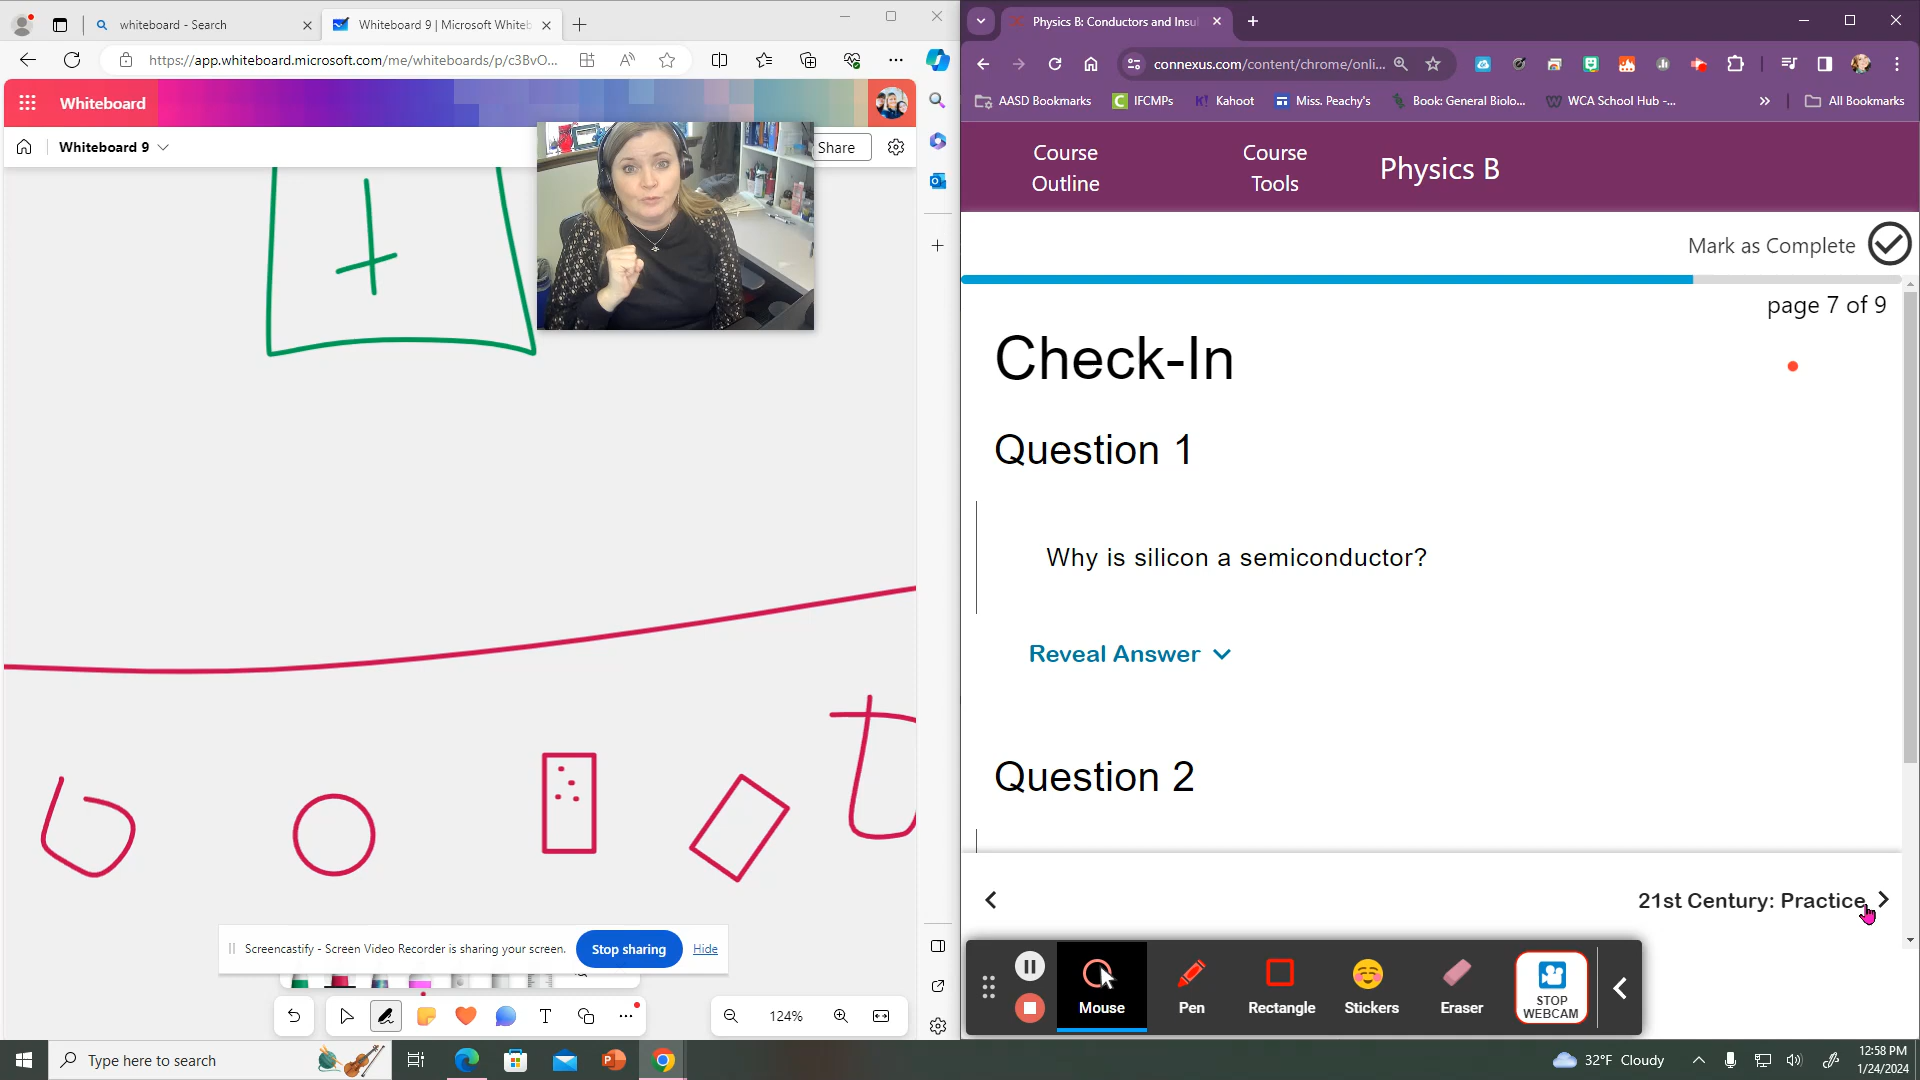 whiteboard - Search
Whiteboard 9 | Microsoft Whiteb
https://app.whiteboard.microsoft.com/me/whiteboards/p/c3BvO...
Whiteboard
Whiteboard 9
Share
Stop sharing
Screencastify - Screen Video Recorder is sharing your screen.
Hide
124%
Physics B: Conductors and Insul
connexus.com/content/chrome/onli...
AASD Bookmarks
IFCMPs
Kahoot
Miss. Peachy's
Book: General Biolo...
WCA School Hub -...
All Bookmarks
Course
Outline
Course
Tools
Physics B
Mark as Complete
page 7 of 9
Check-In
Question 1
Why is silicon a semiconductor?
Reveal Answer
Question 2
21st Century: Practice
Mouse
Pen
Rectangle
Stickers
Eraser
STOP
WEBCAM
Type here to search
32°F Cloudy
12:58 PM
1/24/2024